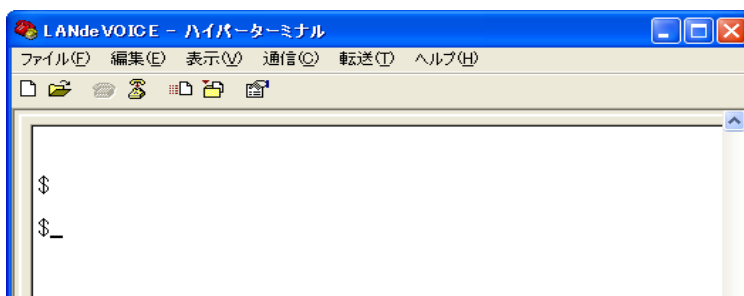 LANdeVOICE - ハイパーターミナル
ファイル(F) 編集(E) 表示(V) 通信(C) 転送(T) ヘルプ(H)
$
$_